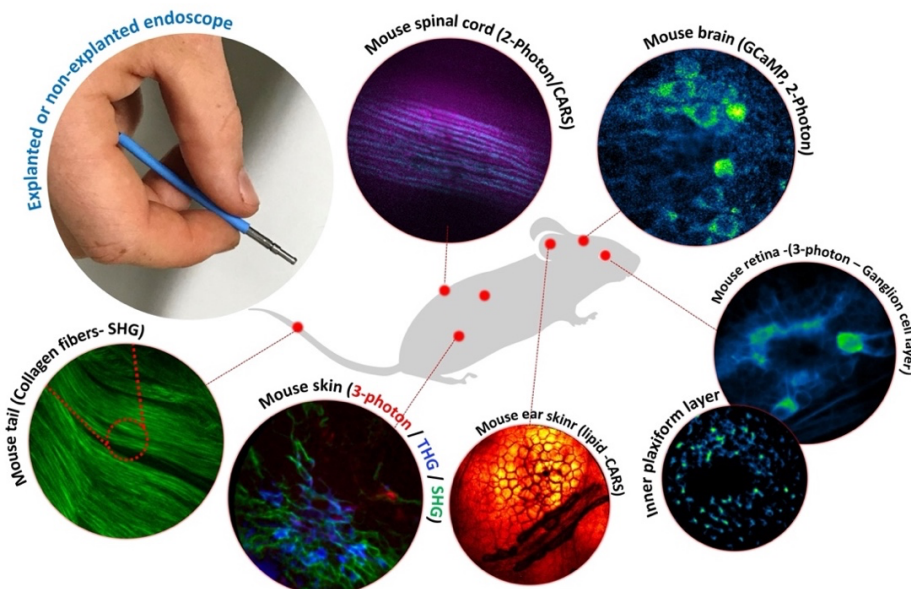 Explanted or non-explanted endoscope
Mouse spinal cord (2-Photon/CARS)
Mouse brain (GCaMP, 2-Photon)
Mouse retina -(3-photon – Ganglion cell
layer)
Inner plaxiform layer
Mouse tail (Collagen fibers- SHG)
Mouse skin (3-photon / THG / SHG)
Mouse ear skinr (lipid -CARS)